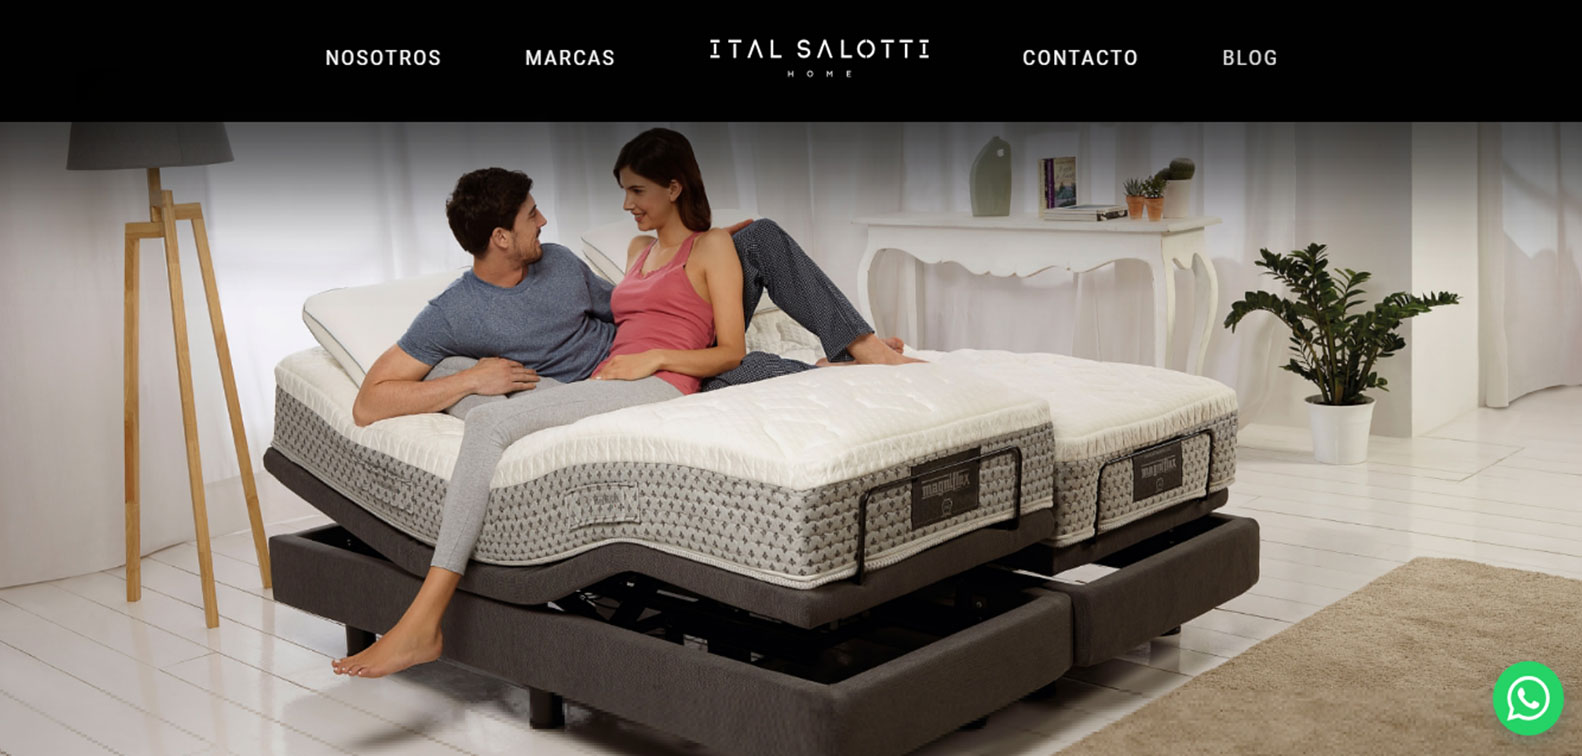 NOSOTROS
MARCAS
ITAL SALOTTI
HOME
CONTACTO
BLOG
magniflex
magniflex